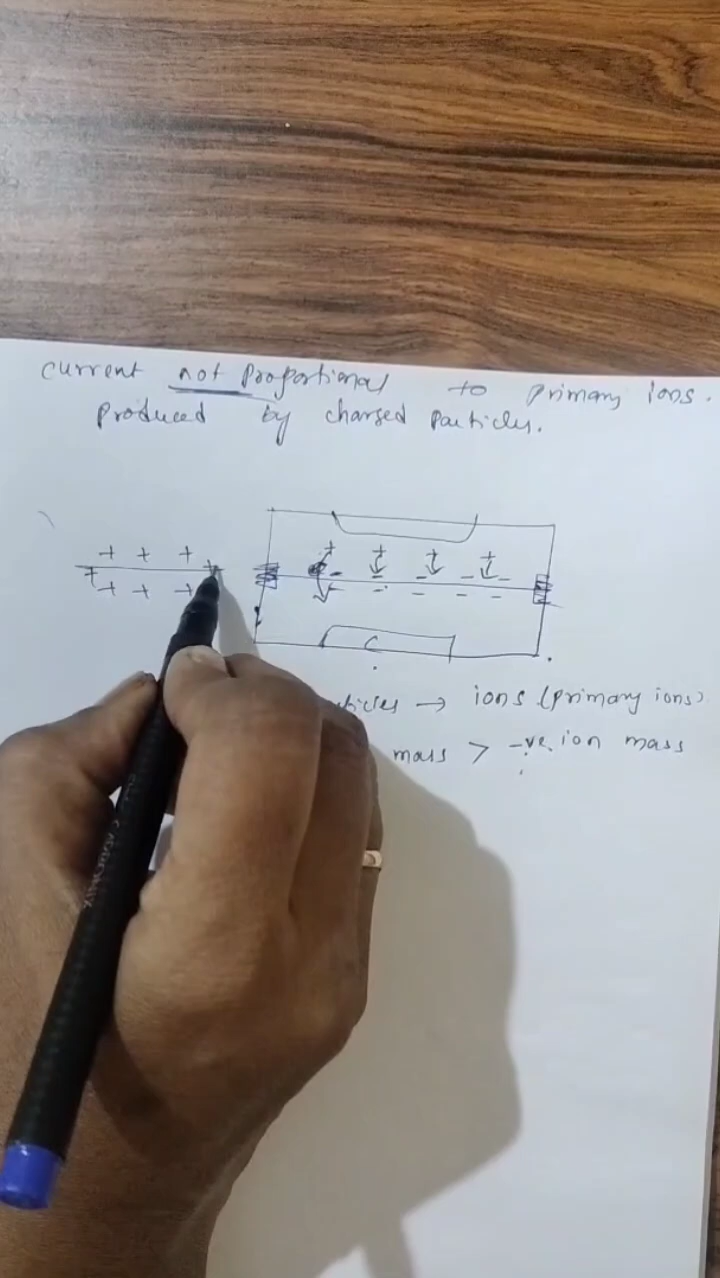 current not proportional to primary ions.
produced by charged particles.
+ + +
+ +
+ + -
C
→ ions (primary ions)
mass > -ve ion mass